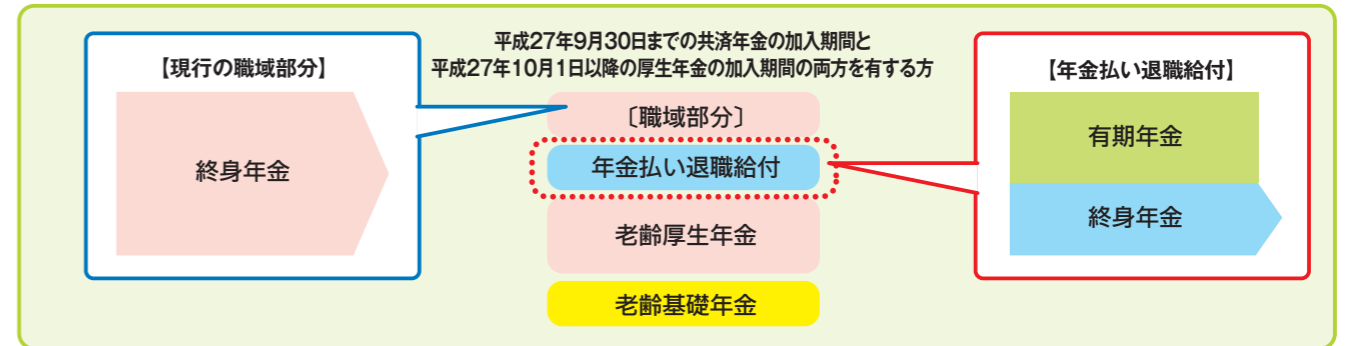 平成27年9月30日までの共済年金の加入期間と
平成27年10月1日以降の厚生年金の加入期間の両方を有する方
【現行の職域部分】
終身年金
〔職域部分〕
年金払い退職給付
老齢厚生年金
老齢基礎年金
【年金払い退職給付】
有期年金
終身年金